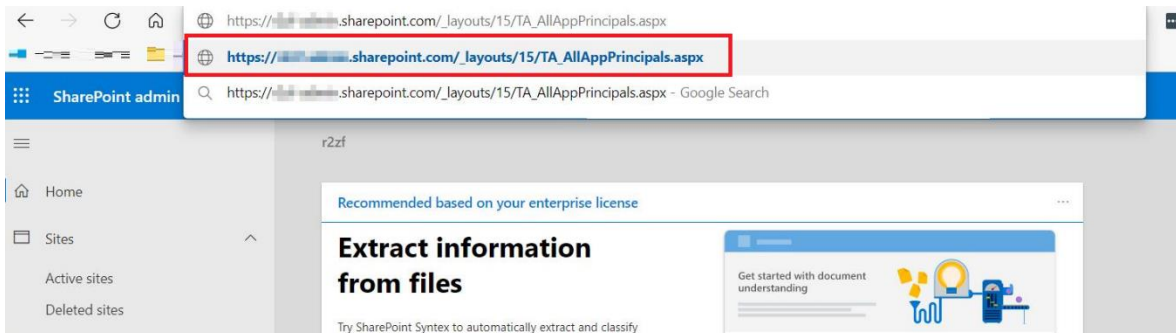 https:// .sharepoint.com/_layouts/15/TA_AllAppPrincipals.aspx
https:// .sharepoint.com/_layouts/15/TA_AllAppPrincipals.aspx
SharePoint admin
https:// .sharepoint.com/_layouts/15/TA_AllAppPrincipals.aspx - Google Search
r2zf
Home
Recommended based on your enterprise license
Sites
Extract information
from files
Active sites
Get started with document
understanding
Deleted sites
Try SharePoint Syntex to automatically extract and classify